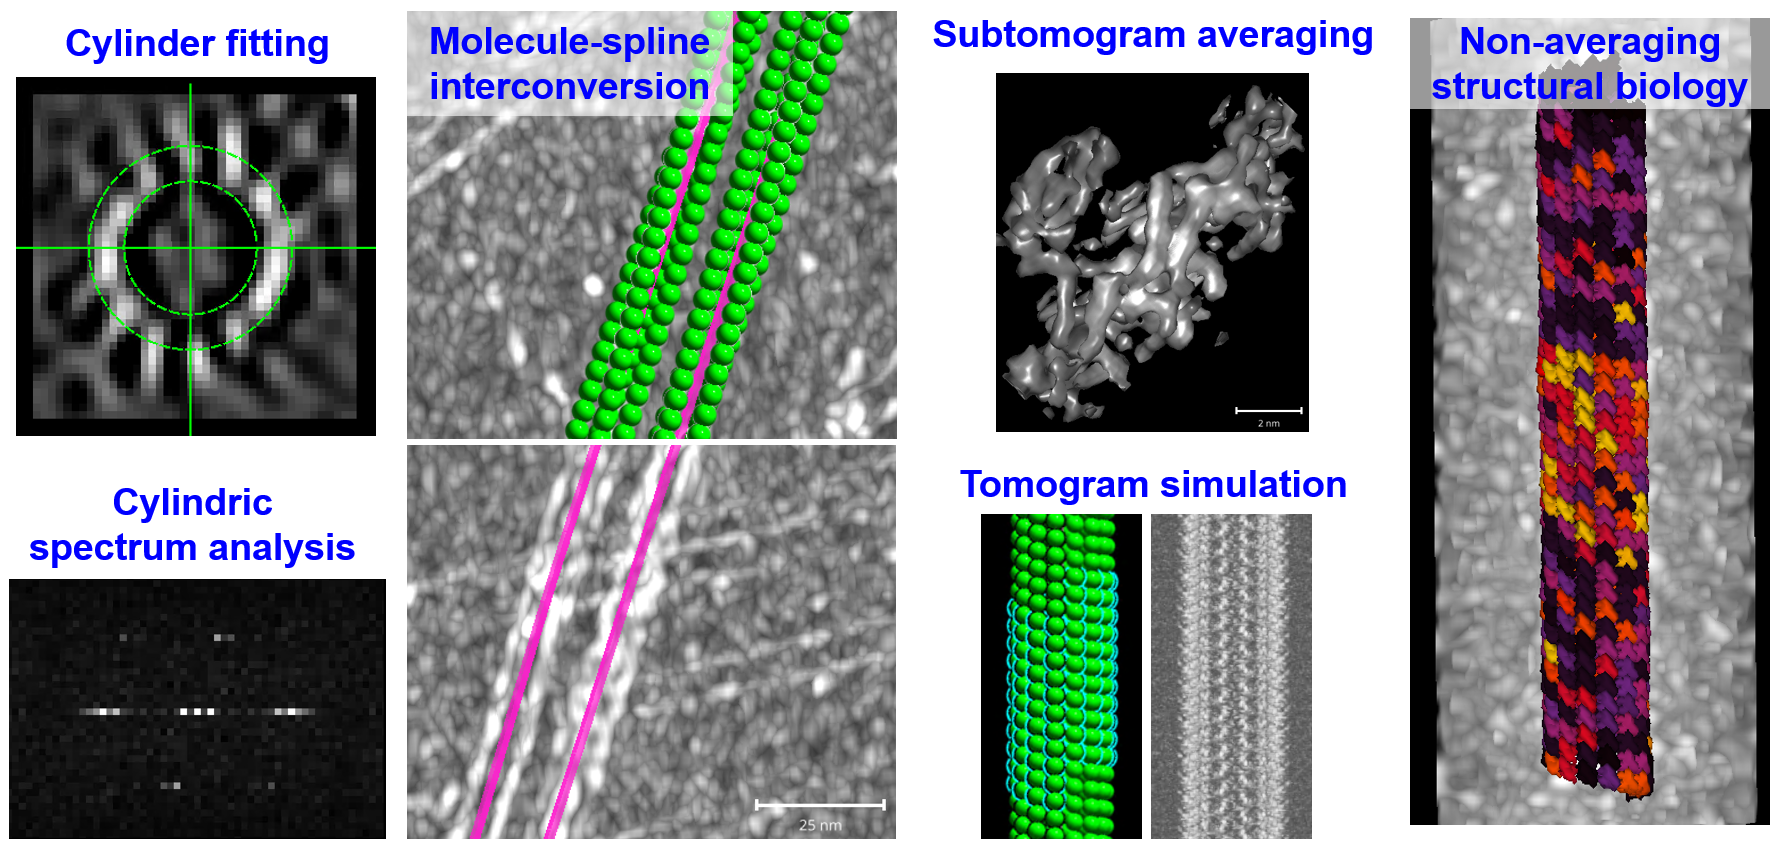 Cylinder fitting
Cylindric
spectrum analysis
Molecule-spline
interconversion
25 nm
Subtomogram averaging
2 nm
Tomogram simulation
Non-averaging
structural biology